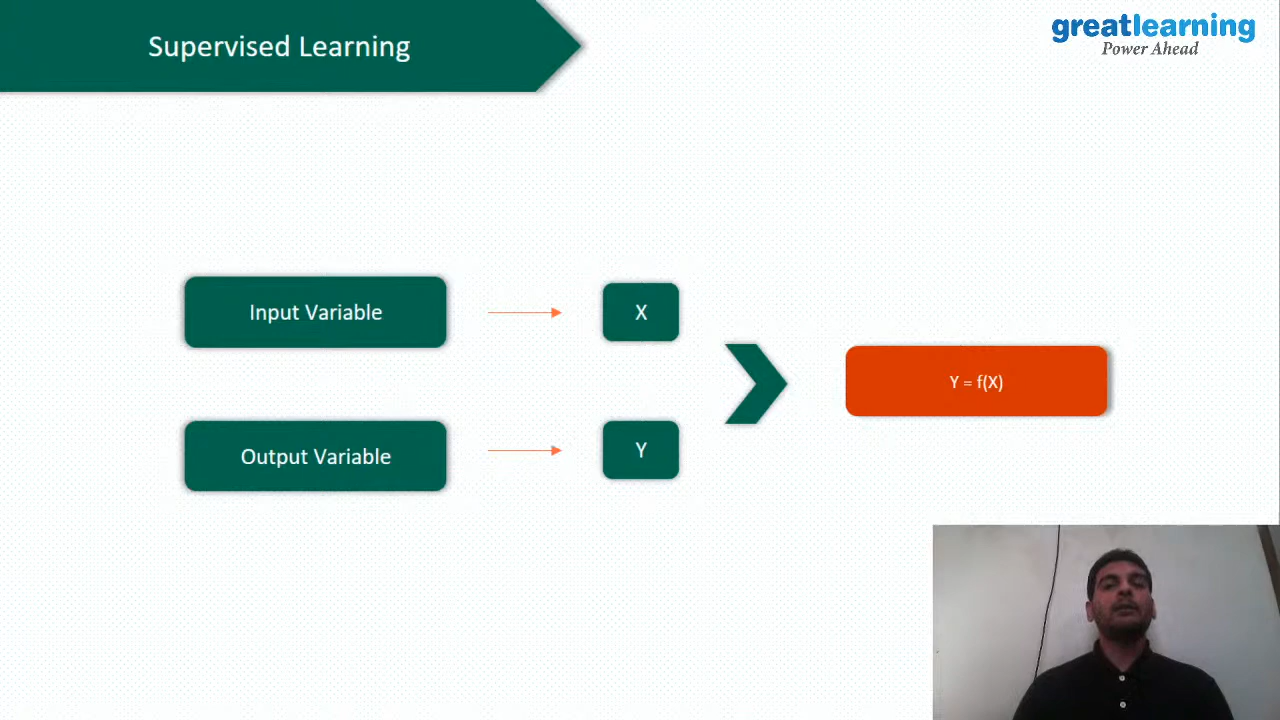 Supervised Learning
greatlearning
Power Ahead
Input Variable
X
Y = f(X)
Output Variable
Y